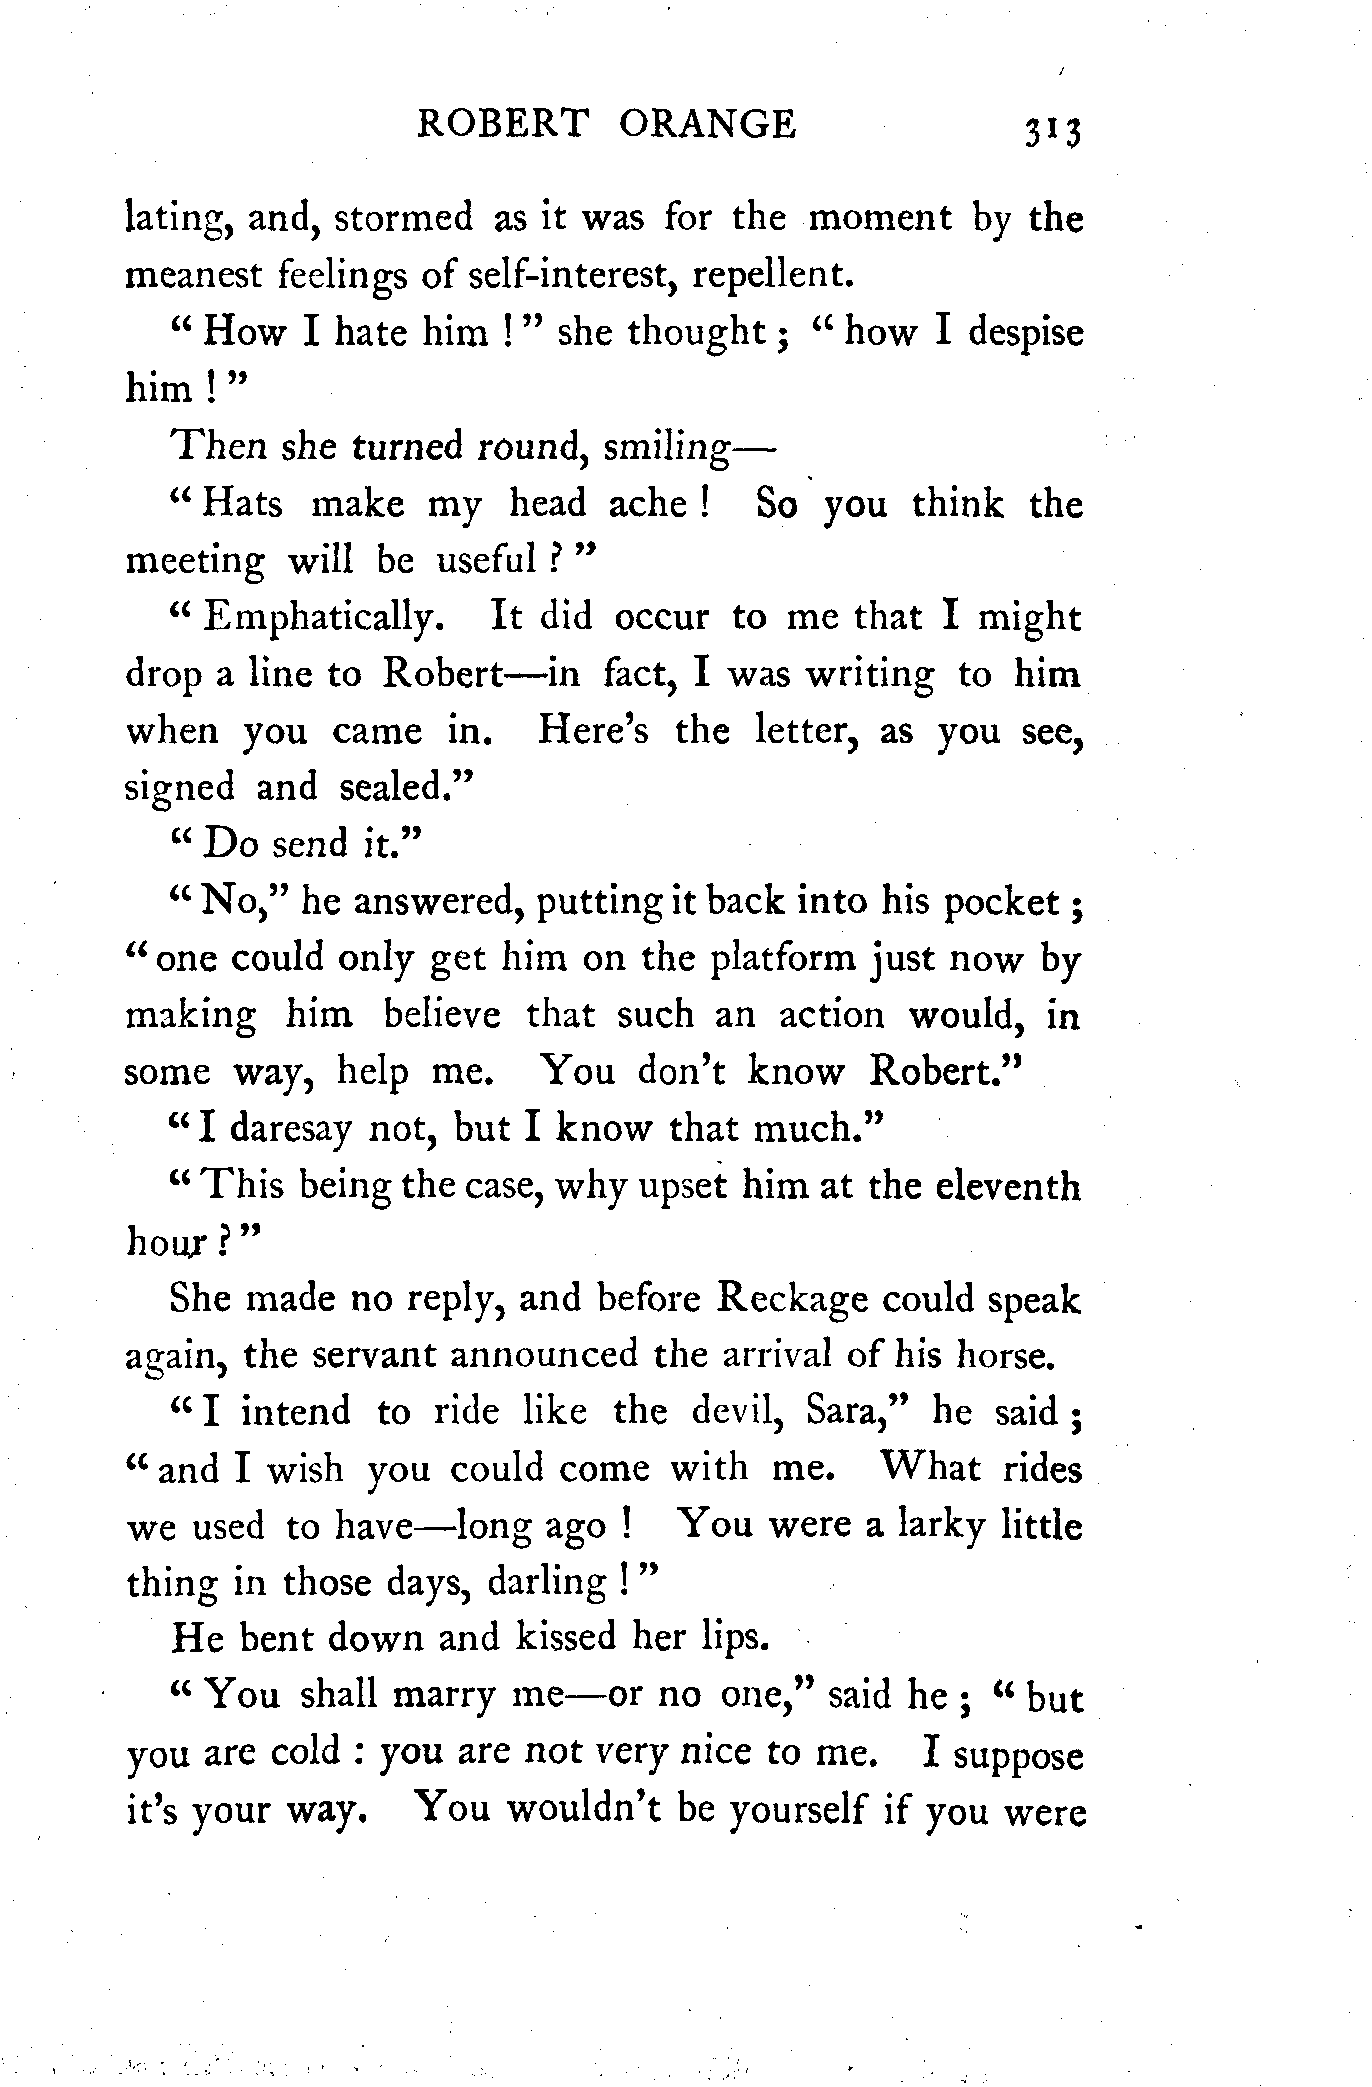 ROBERT ORANGE 313
lating, and, stormed as it was for the moment by the
meanest feelings of self-interest, repellent.
" How I hate him ! " she thought ; " how I despise
him ! "
Then she turned round, smiling—
" Hats make my head ache ! So you think the
meeting will be useful ? "
" Emphatically. It did occur to me that I might
drop a line to Robert—in fact, I was writing to him
when you came in. Here's the letter, as you see,
signed and sealed."
" Do send it."
" No," he answered, putting it back into his pocket ;
" one could only get him on the platform just now by
making him believe that such an action would, in
some way, help me. You don't know Robert."
" I daresay not, but I know that much."
" This being the case, why upset him at the eleventh
hour ? "
She made no reply, and before Reckage could speak
again, the servant announced the arrival of his horse.
" I intend to ride like the devil, Sara," he said ;
" and I wish you could come with me. What rides
we used to have—long ago ! You were a larky little
thing in those days, darling ! "
He bent down and kissed her lips.
" You shall marry me—or no one," said he ; " but
you are cold : you are not very nice to me. I suppose
it's your way. You wouldn't be yourself if you were